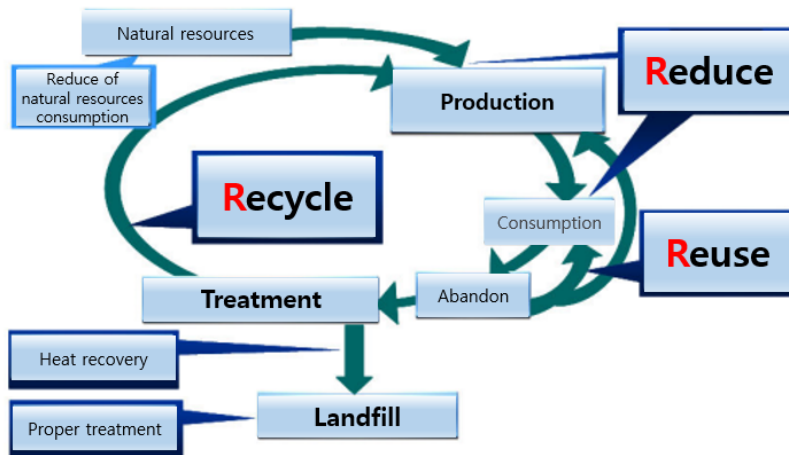 Natural resources
Reduce of
natural resources
consumption
Production
Reduce
Recycle
Consumption
Reuse
Treatment
Abandon
Heat recovery
Landfill
Proper treatment